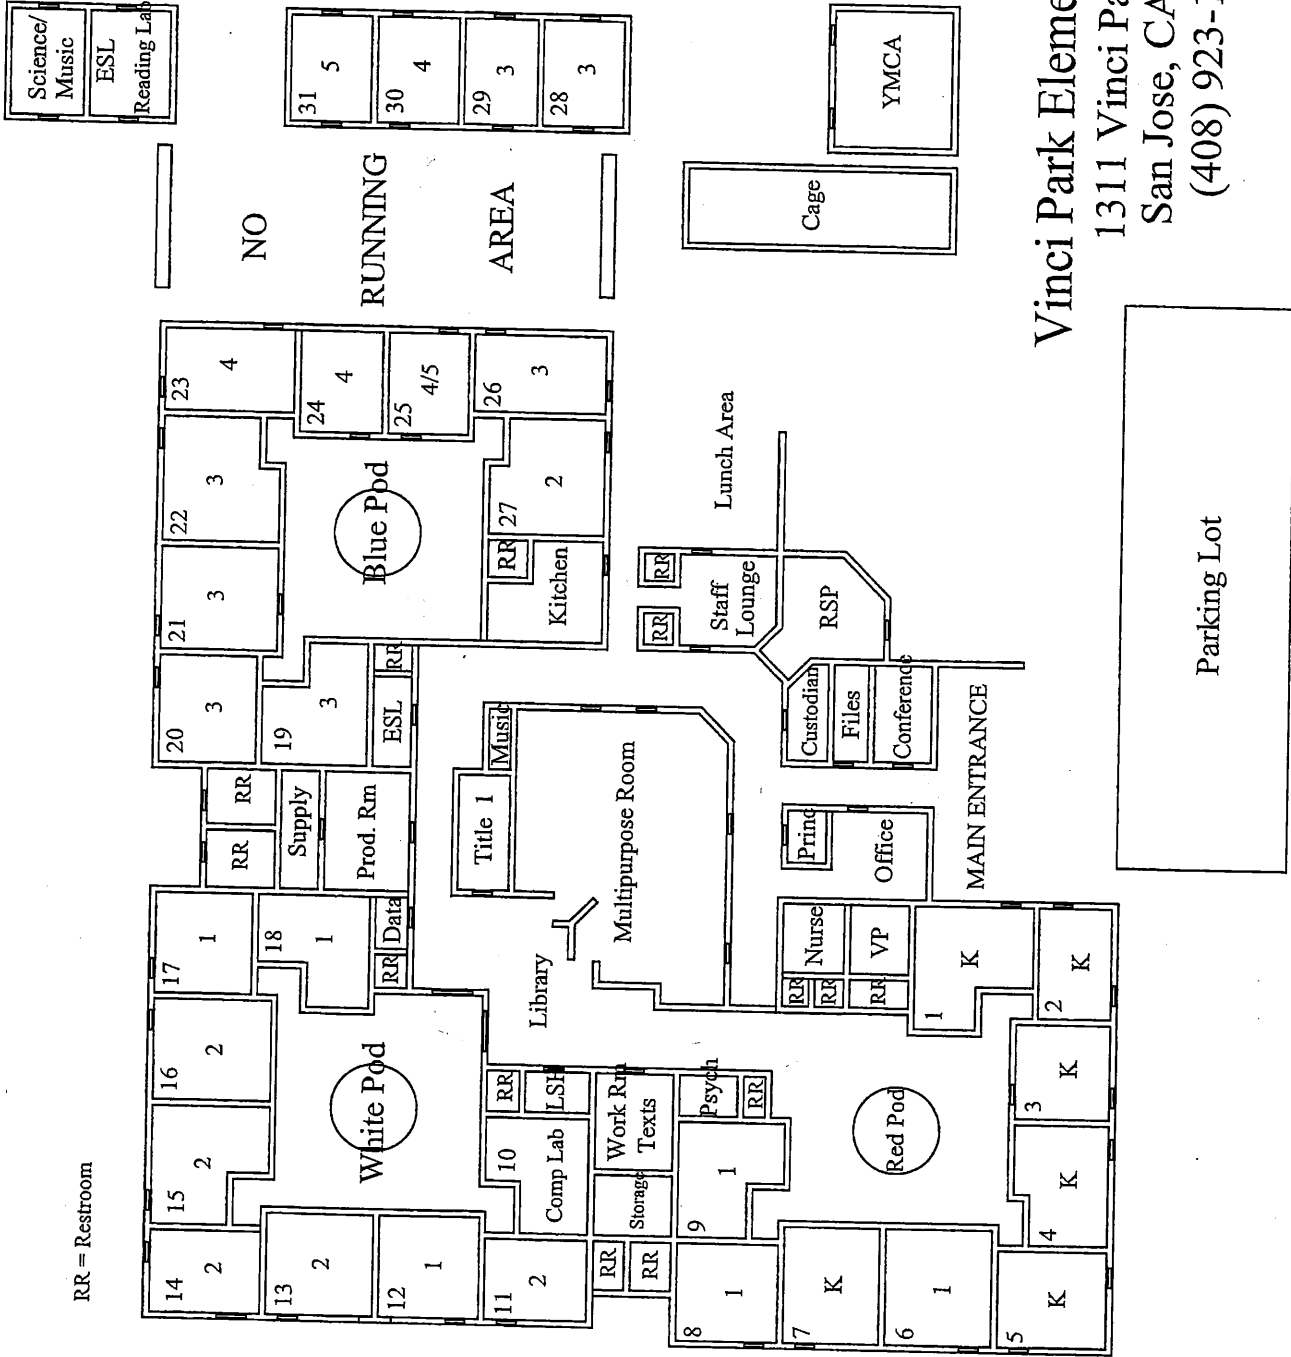 Vinci Park Eleme
1311 Vinci Pa
San Jose, CA
(408) 923-1
RR = Restroom
14
2
15
2
16
2
17
1
RR
RR
20
3
21
3
22
3
23
4
Science/
Music
ESL
Reading Lab
13
2
12
1
White Pod
18
1
Supply
Prod. Rm
19
3
Blue Pod
24
4
25
4/5
NO
RUNNING
AREA
31
5
30
4
29
3
28
3
RR
Data
ESL
RR
11
2
10
Comp Lab
RR
LSH
Library
Title 1
Music
Kitchen
RR
27
2
26
3
RR
RR
Storage
Work Rm
Texts
Multipurpose Room
RR
RR
Staff
Lounge
Lunch Area
Cage
YMCA
8
1
9
1
Psych
RR
RR
RR
RR
Nurse
VP
Princ
Office
Custodian
Files
Conference
RSP
7
K
6
1
Red Pod
1
K
MAIN ENTRANCE
5
K
4
K
3
K
2
K
Parking Lot